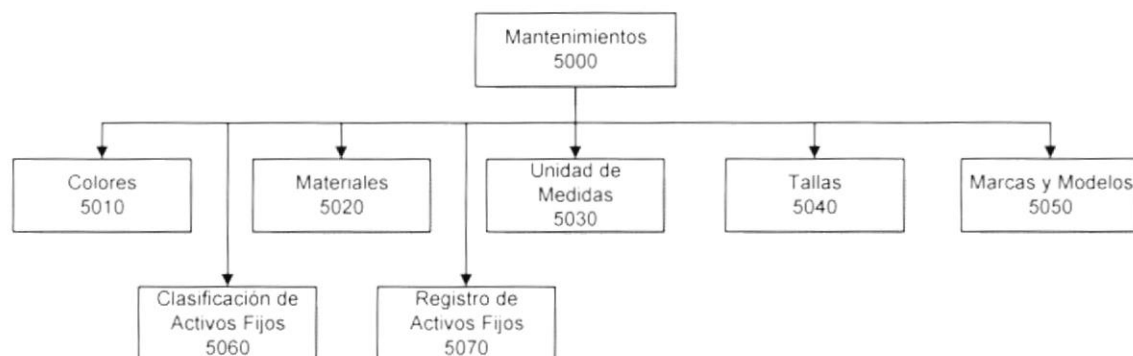 Mantenimientos
5000
Colores
5010
Materiales
5020
Unidad de
Medidas
5030
Tallas
5040
Marcas y Modelos
5050
Clasificación de
Activos Fijos
5060
Registro de
Activos Fijos
5070